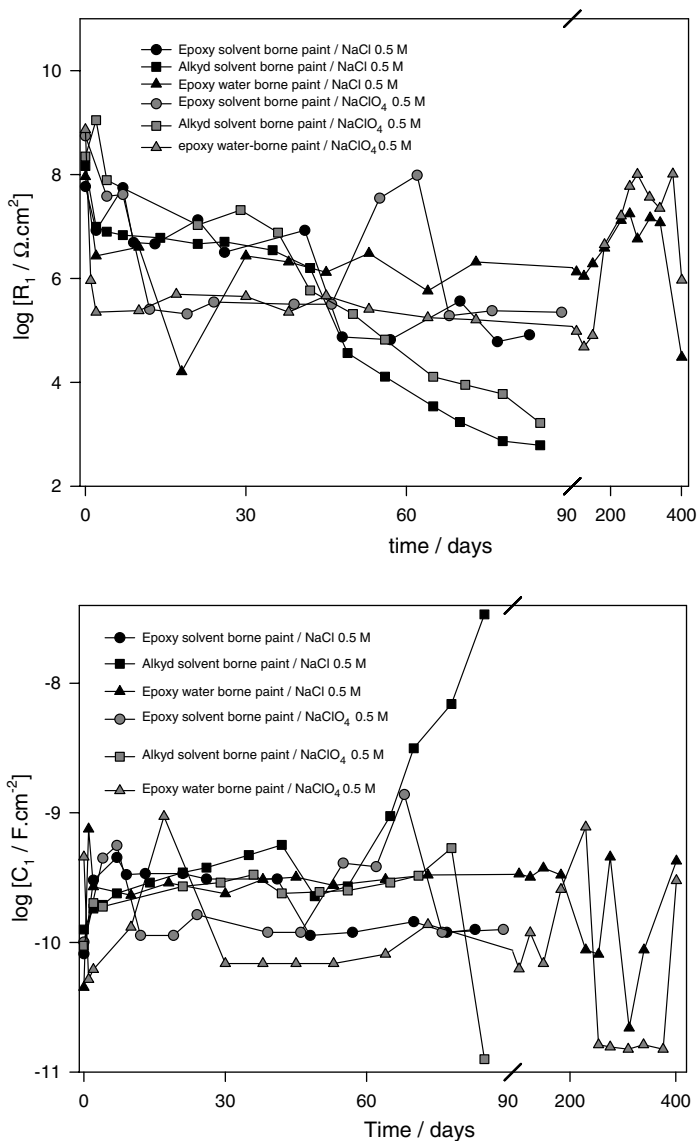 10
8
6
4
2
log [R1 / Ω.cm2)
Epoxy solvent borne paint / NaCl 0.5 M
Alkyd solvent borne paint / NaCl 0.5 M
Epoxy water borne paint / NaCl 0.5 M
Epoxy solvent borne paint / NaClO4 0.5 M
Alkyd solvent borne paint / NaClO4 0.5 M
epoxy water-borne paint / NaClO4 0.5 M
0 30 60 90 200 400
time / days
-8
-9
-10
-11
log [C1 / F.cm-2)
Epoxy solvent borne paint / NaCl 0.5 M
Alkyd solvent borne paint / NaCl 0.5 M
Epoxy water borne paint / NaCl 0.5 M
Epoxy solvent borne paint / NaClO4 0.5 M
Alkyd solvent borne paint / NaClO4 0.5 M
Epoxy water borne paint / NaClO4 0.5 M
0 30 60 90 200 400
Time / days